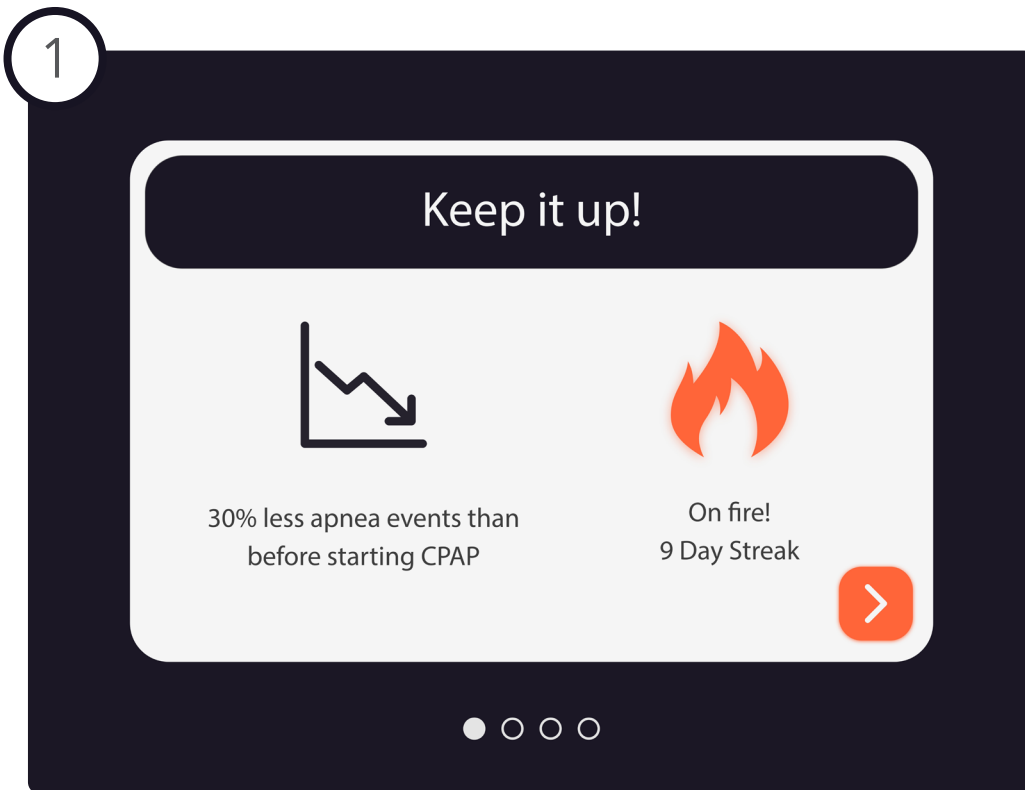 1
Keep it up!
30% less apnea events than
before starting CPAP
On fire!
9 Day Streak